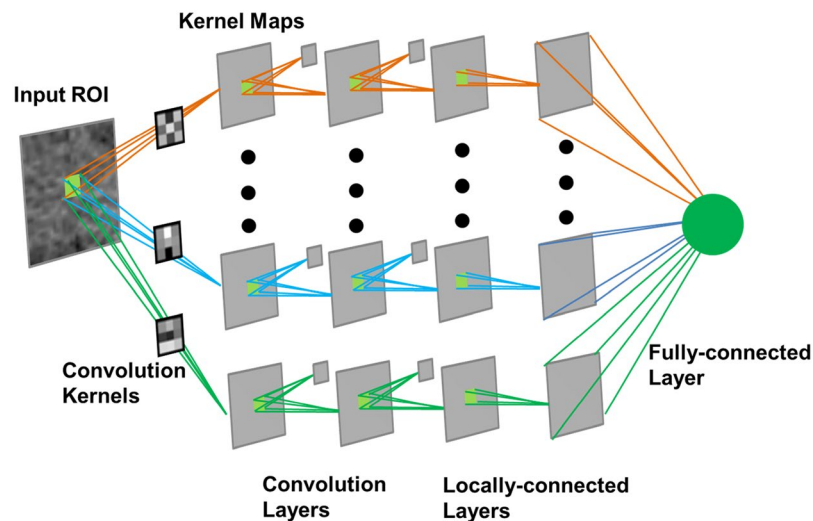 Kernel Maps
Input ROI
Convolution
Kernels
Fully-connected
Layer
Convolution
Layers
Locally-connected
Layers